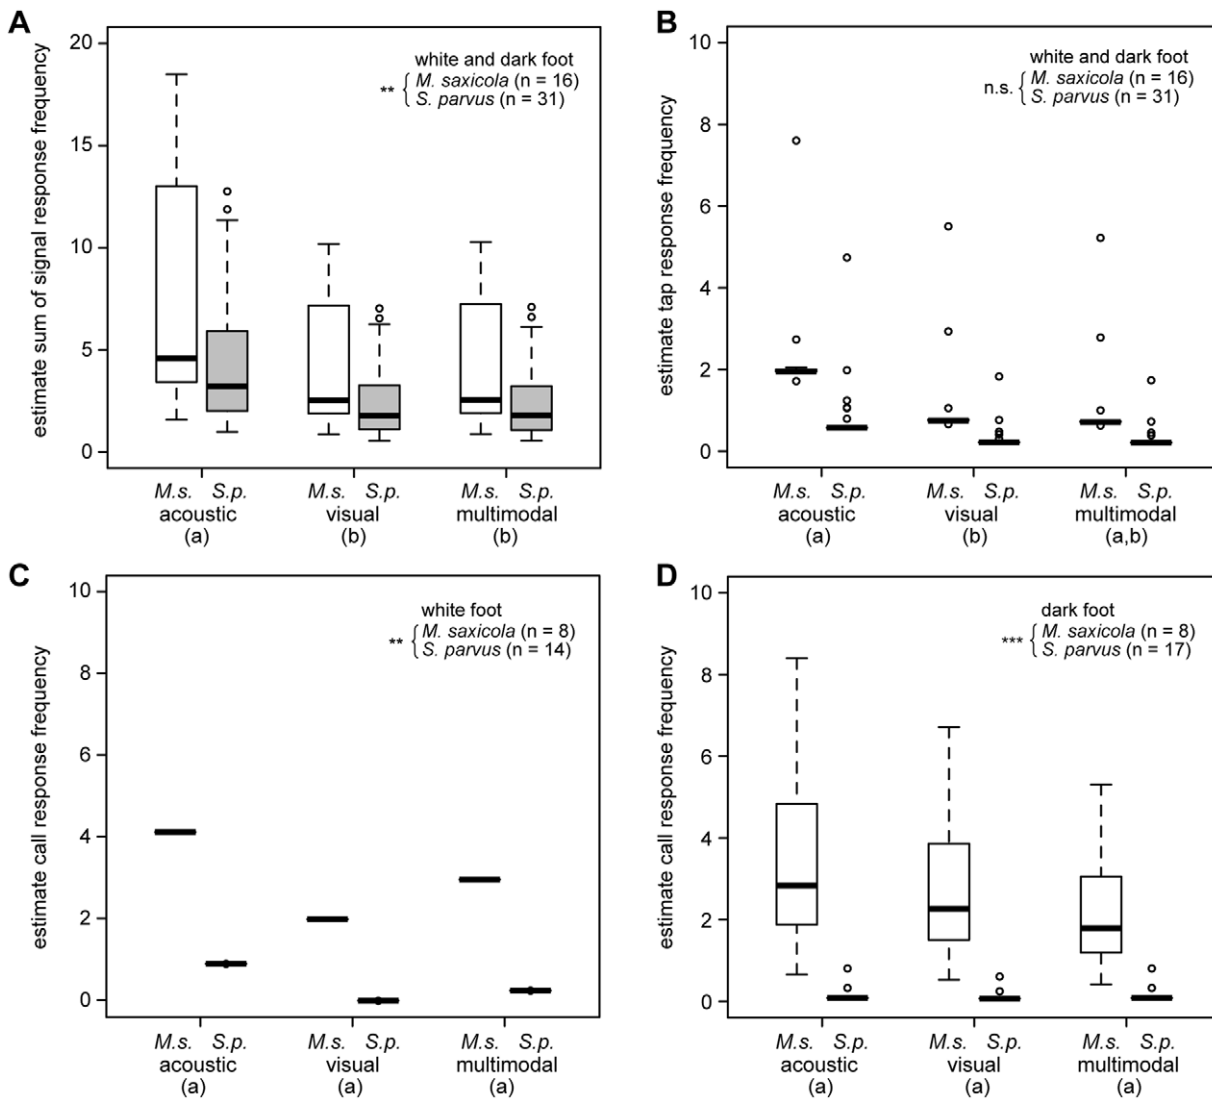 A
estimate sum of signal response frequency
20
15
10
5
0
white and dark foot
** { M. saxicola (n = 16)
S. parvus (n = 31)
M.s. S.p. M.s. S.p. M.s. S.p.
acoustic visual multimodal
(a) (b) (b)
B
estimate tap response frequency
10
8
6
4
2
0
white and dark foot
n.s. { M. saxicola (n = 16)
S. parvus (n = 31)
M.s. S.p. M.s. S.p. M.s. S.p.
acoustic visual multimodal
(a) (b) (a,b)
C
estimate call response frequency
10
8
6
4
2
0
white foot
** { M. saxicola (n = 8)
S. parvus (n = 14)
M.s. S.p. M.s. S.p. M.s. S.p.
acoustic visual multimodal
(a) (a) (a)
D
estimate call response frequency
10
8
6
4
2
0
dark foot
*** { M. saxicola (n = 8)
S. parvus (n = 17)
M.s. S.p. M.s. S.p. M.s. S.p.
acoustic visual multimodal
(a) (a) (a)